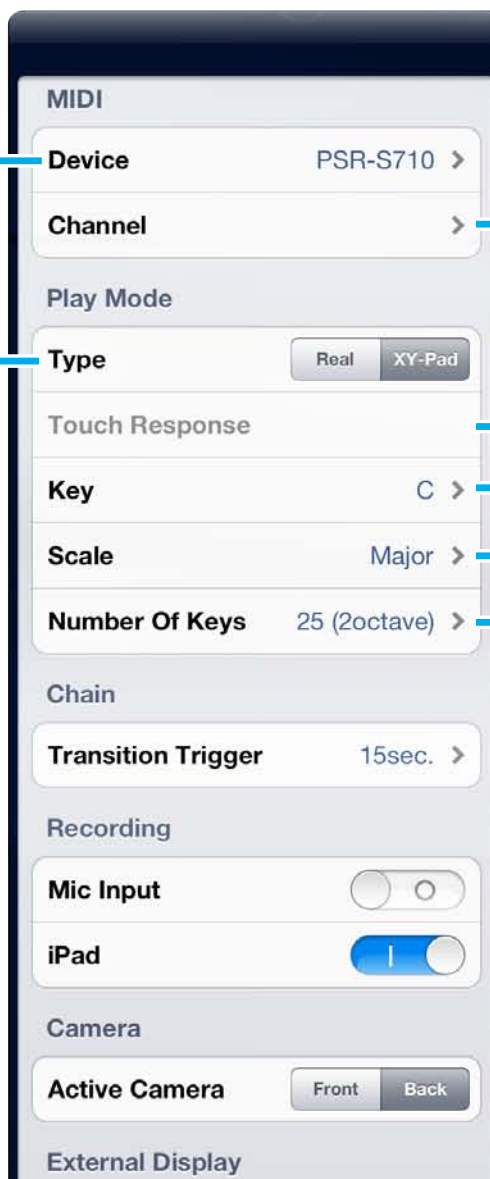 MIDI
Device PSR-S710
Channel
Play Mode
Type Real XY-Pad
Touch Response
Key C
Scale Major
Number Of Keys 25 (2octave)
Chain
Transition Trigger 15sec.
Recording
Mic Input
iPad
Camera
Active Camera Front Back
External Display